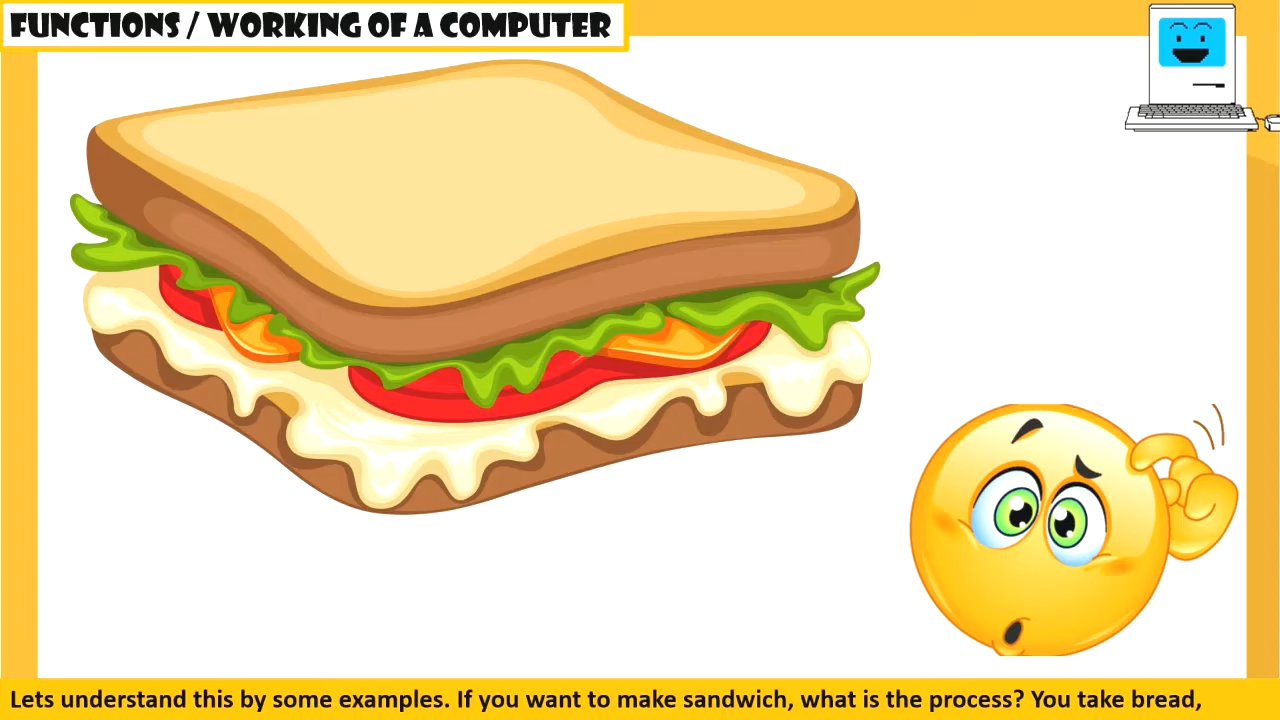 FUNCTIONS / WORKING OF A COMPUTER
Lets understand this by some examples. If you want to make sandwich, what is the process? You take bread,